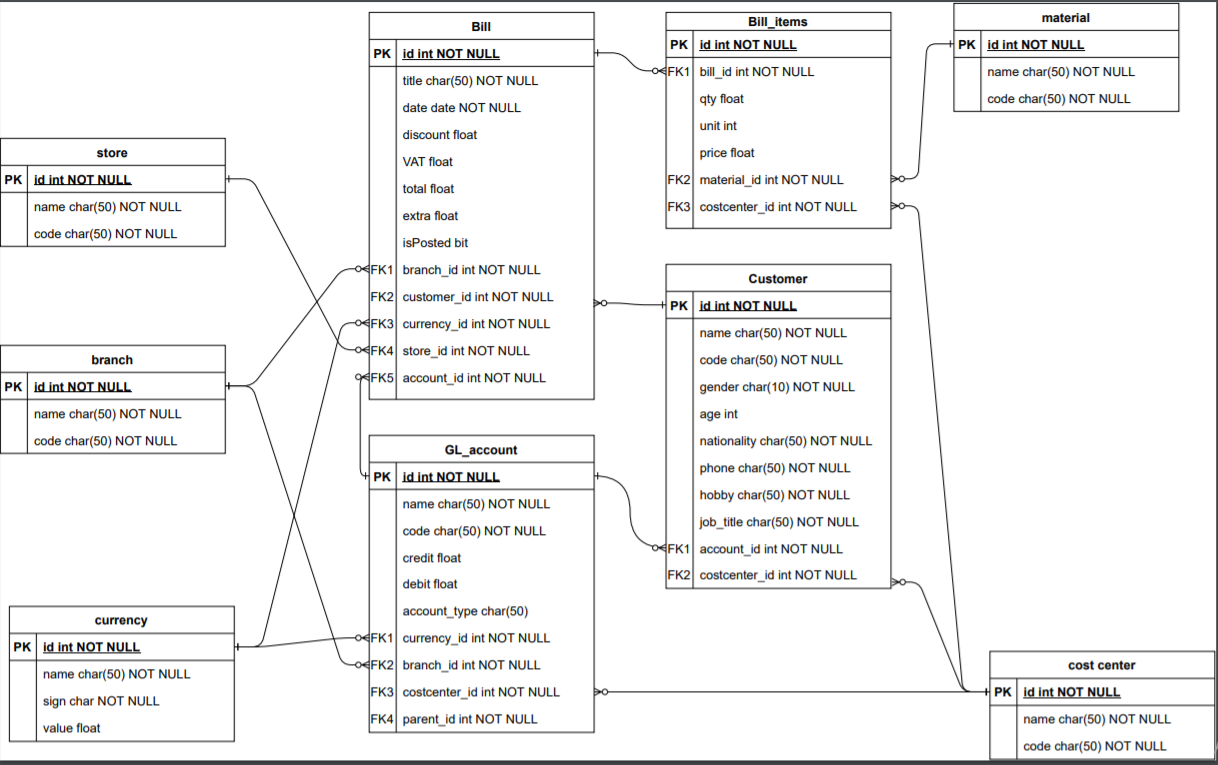 Bill
PK id int NOT NULL
title char(50) NOT NULL
date date NOT NULL
discount float
VAT float
total float
extra float
isPosted bit
FK1 branch_id int NOT NULL
FK2 customer_id int NOT NULL
FK3 currency_id int NOT NULL
FK4 store_id int NOT NULL
FK5 account_id int NOT NULL
Bill_items
PK id int NOT NULL
FK1 bill_id int NOT NULL
qty float
unit int
price float
FK2 material_id int NOT NULL
FK3 costcenter_id int NOT NULL
material
PK id int NOT NULL
name char(50) NOT NULL
code char(50) NOT NULL
store
PK id int NOT NULL
name char(50) NOT NULL
code char(50) NOT NULL
branch
PK id int NOT NULL
name char(50) NOT NULL
code char(50) NOT NULL
Customer
PK id int NOT NULL
name char(50) NOT NULL
code char(50) NOT NULL
gender char(10) NOT NULL
age int
nationality char(50) NOT NULL
phone char(50) NOT NULL
hobby char(50) NOT NULL
job_title char(50) NOT NULL
FK1 account_id int NOT NULL
FK2 costcenter_id int NOT NULL
GL_account
PK id int NOT NULL
name char(50) NOT NULL
code char(50) NOT NULL
credit float
debit float
account_type char(50)
FK1 currency_id int NOT NULL
FK2 branch_id int NOT NULL
FK3 costcenter_id int NOT NULL
FK4 parent_id int NOT NULL
currency
PK id int NOT NULL
name char(50) NOT NULL
sign char NOT NULL
value float
cost center
PK id int NOT NULL
name char(50) NOT NULL
code char(50) NOT NULL